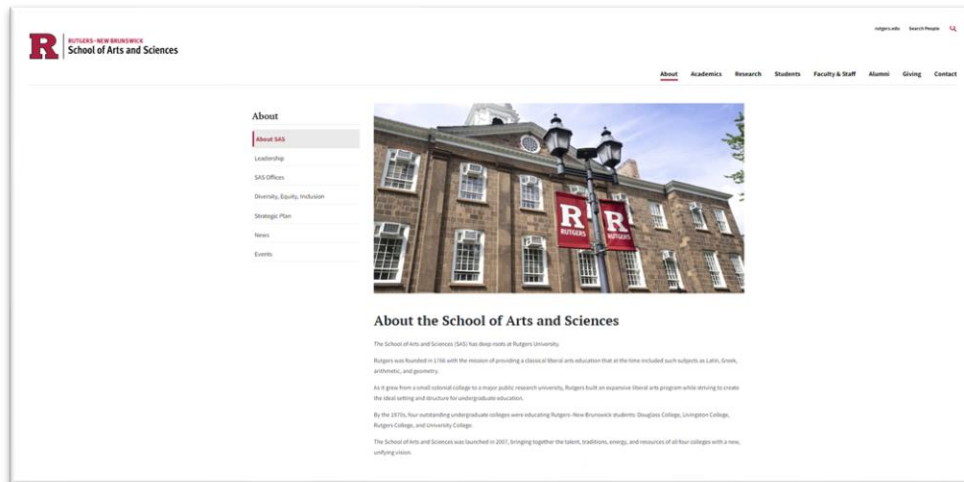 rutgers.edu Search People
R
RUTGERS-NEW BRUNSWICK
School of Arts and Sciences
About Academics Research Students Faculty & Staff Alumni Giving Contact
About
About SAS
Leadership
SAS Offices
Diversity, Equity, Inclusion
Strategic Plan
News
Events
R RUTGERS
R RUTGERS
About the School of Arts and Sciences
The School of Arts and Sciences (SAS) has deep roots at Rutgers University.
Rutgers was founded in 1766 with the mission of providing a classical liberal arts education that at the time included such subjects as Latin, Greek,
arithmetic, and geometry.
As it grew from a small colonial college to a major public research university, Rutgers built an expansive liberal arts program while striving to create
the ideal setting and structure for undergraduate education.
By the 1970s, four outstanding undergraduate colleges were educating Rutgers-New Brunswick students: Douglass College, Livingston College,
Rutgers College, and University College.
The School of Arts and Sciences was launched in 2007, bringing together the talent, traditions, energy, and resources of all four colleges with a new,
unifying vision.